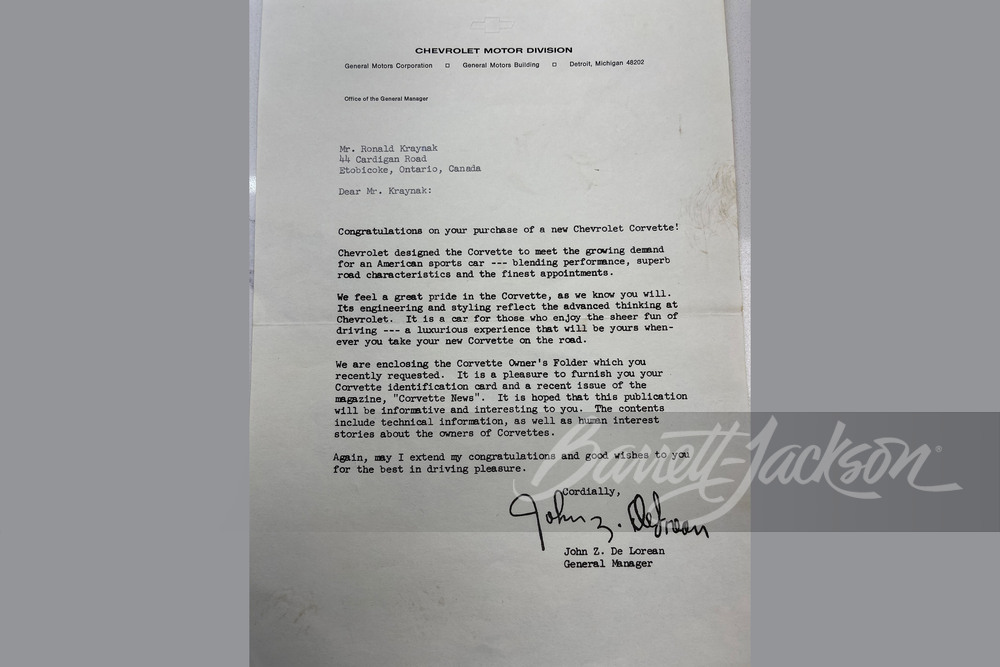 CHEVROLET MOTOR DIVISION
General Motors Corporation □ General Motors Building □ Detroit, Michigan 48202
Office of the General Manager
Mr. Ronald Kraynak
44 Cardigan Road
Etobicoke, Ontario, Canada
Dear Mr. Kraynak:
Congratulations on your purchase of a new Chevrolet Corvette!
Chevrolet designed the Corvette to meet the growing demand
for an American sports car --- blending performance, superb
road characteristics and the finest appointments.
We feel a great pride in the Corvette, as we know you will.
Its engineering and styling reflect the advanced thinking at
Chevrolet. It is a car for those who enjoy the sheer fun of
driving --- a luxurious experience that will be yours when-
ever you take your new Corvette on the road.
We are enclosing the Corvette Owner's Folder which you
recently requested. It is a pleasure to furnish you your
Corvette identification card and a recent issue of the
magazine, "Corvette News". It is hoped that this publication
will be informative and interesting to you. The contents
include technical information, as well as human interest
stories about the owners of Corvettes.
Again, may I extend my congratulations and good wishes to you
for the best in driving pleasure.
Barrett-Jackson®
Cordially,
John Z. DeLorean
John Z. De Lorean
General Manager